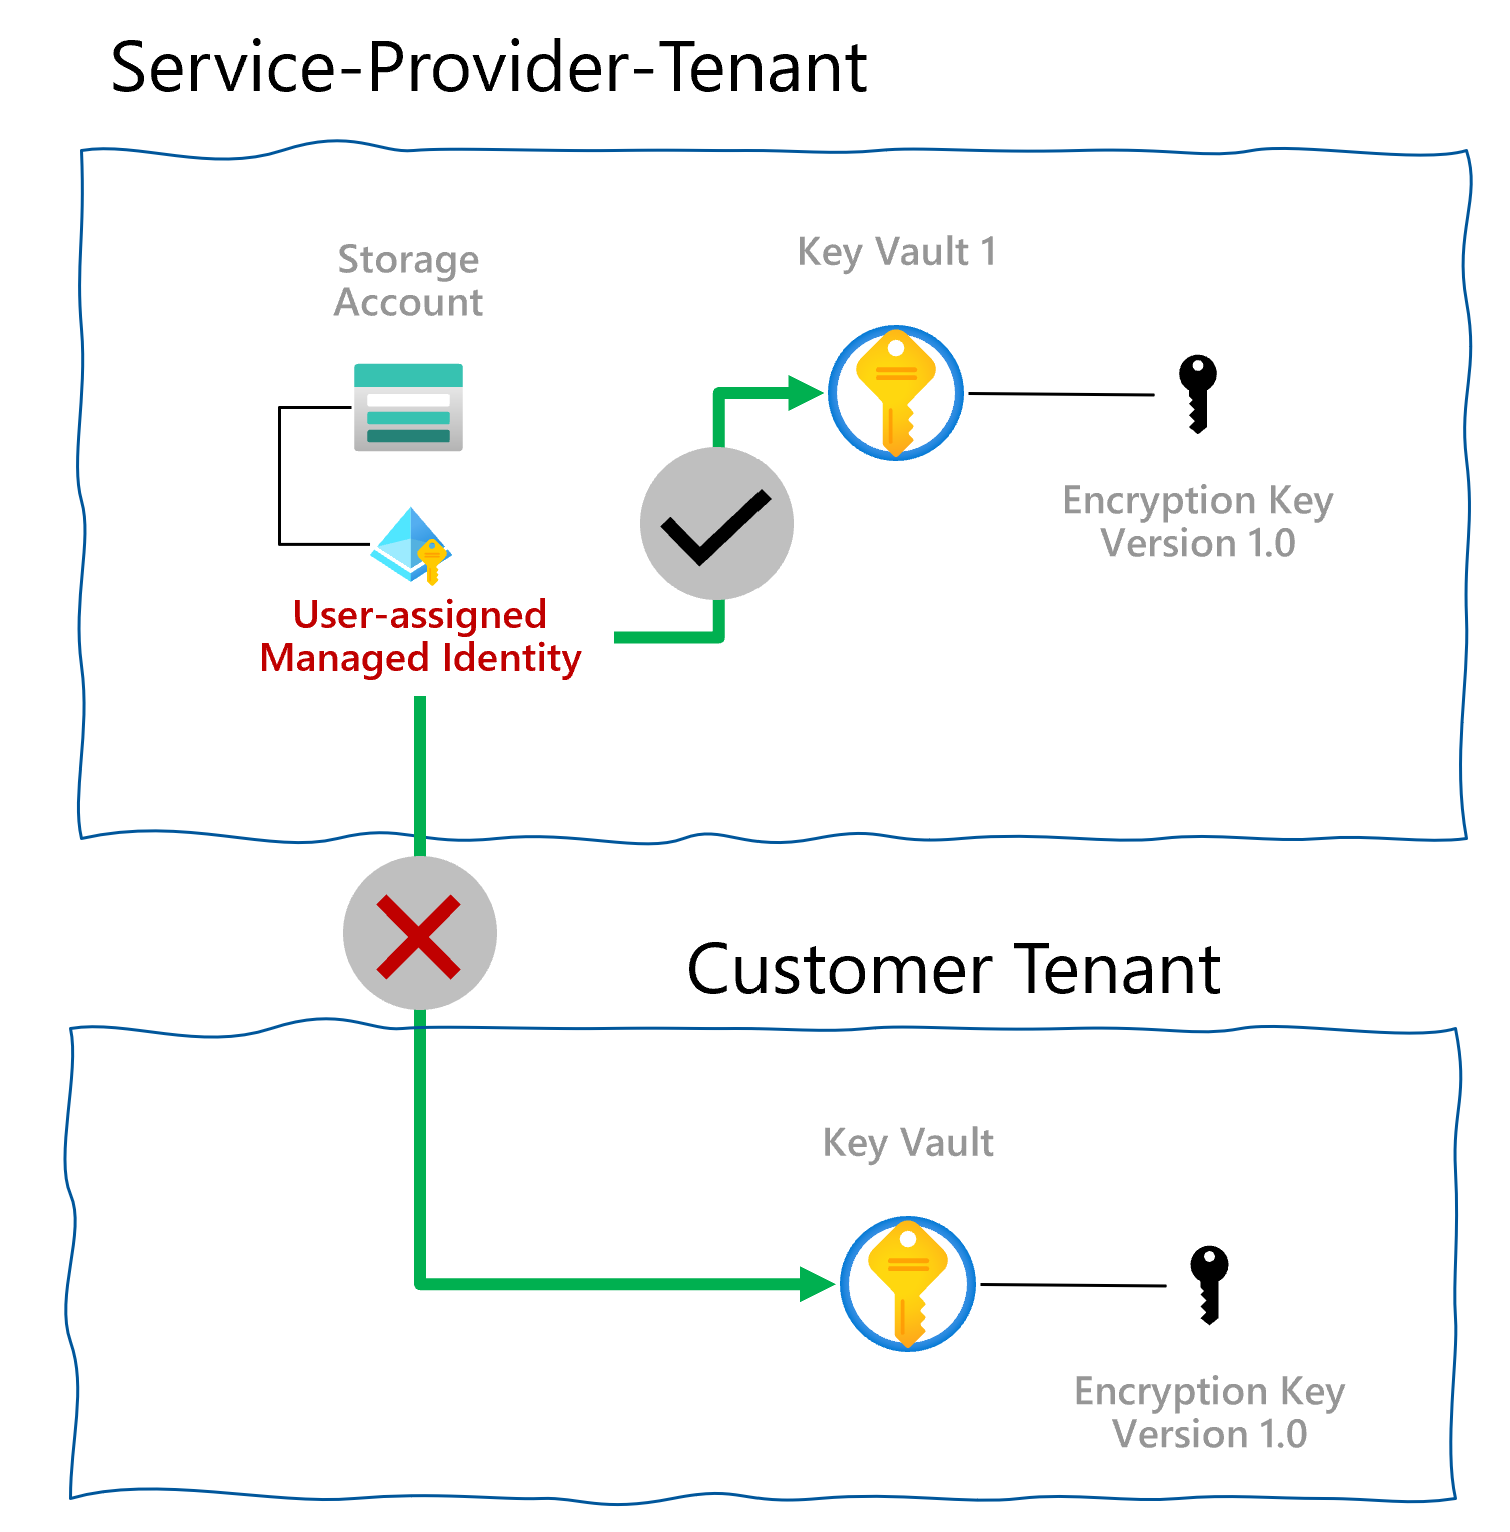 Service-Provider-Tenant
Storage
Account
Key Vault 1
Encryption Key
Version 1.0
User-assigned
Managed Identity
Customer Tenant
Key Vault
Encryption Key
Version 1.0